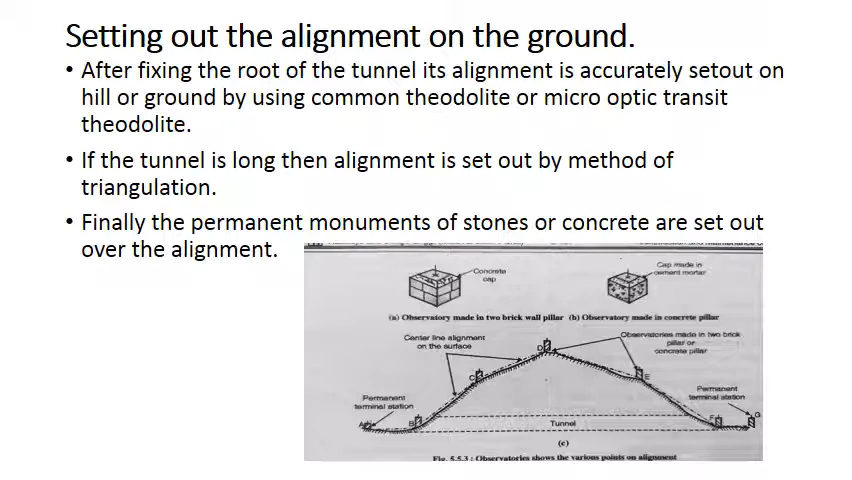 Setting out the alignment on the ground.
• After fixing the root of the tunnel its alignment is accurately setout on
hill or ground by using common theodolite or micro optic transit
theodolite.
• If the tunnel is long then alignment is set out by method of
triangulation.
• Finally the permanent monuments of stones or concrete are set out
over the alignment.
Concrete
cap
Cap made in
cement mortar
(a) Observatory made in two brick wall pillar (b) Observatory made in concrete pillar
Center line alignment
on the surface
Observatories made in two brick
pillar or
concrete pillar
D
C
E
Permanent
terminal station
Permanent
terminal station
A
B
F
G
Tunnel
(c)
Fig. 5.5.3 : Observatories shows the various points on alignment